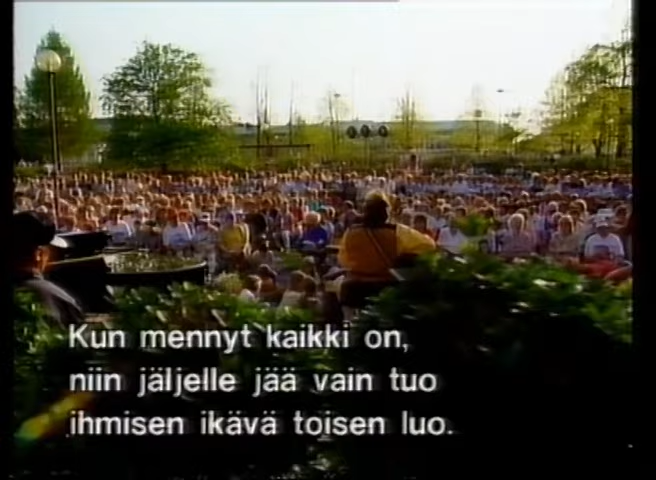 Kun mennyt kaikki on,
niin jäljelle jää vain tuo
ihmisen ikävä toisen luo.